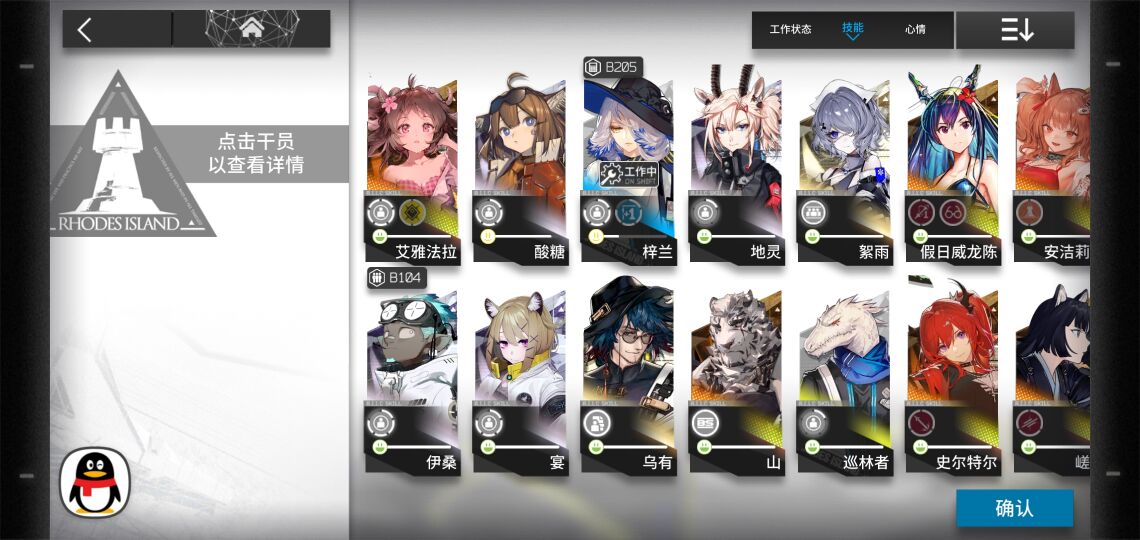 工作状态
技能
心情
点击干员
以查看详情
RHODES ISLAND
B205
工作中
ON SHIFT
艾雅法拉
酸糖
梓兰
地灵
絮雨
假日威龙陈
安洁莉
B104
伊桑
宴
乌有
BS
山
巡林者
史尔特尔
嵯
确认